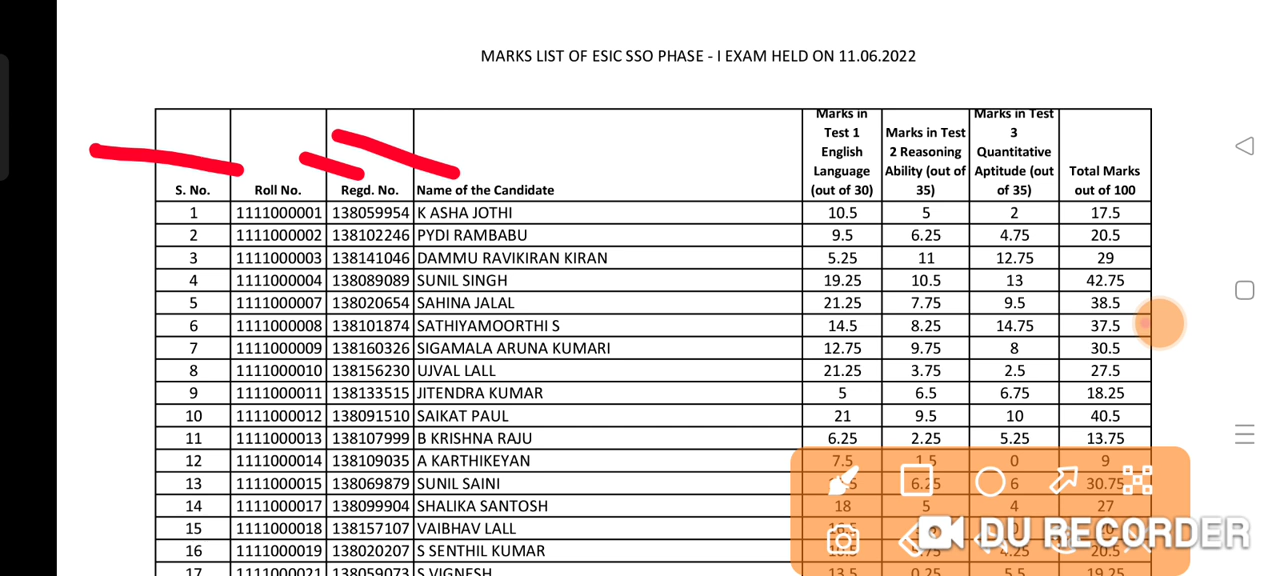 MARKS LIST OF ESIC SSO PHASE - I EXAM HELD ON 11.06.2022
S. No. Roll No. Regd. No. Name of the Candidate Marks in Test 1 English Language (out of 30) Marks in Test 2 Reasoning Ability (out of 35) Marks in Test 3 Quantitative Aptitude (out of 35) Total Marks out of 100
1 1111000001 138059954 K ASHA JOTHI 10.5 5 2 17.5
2 1111000002 138102246 PYDI RAMBABU 9.5 6.25 4.75 20.5
3 1111000003 138141046 DAMMU RAVIKIRAN KIRAN 5.25 11 12.75 29
4 1111000004 138089089 SUNIL SINGH 19.25 10.5 13 42.75
5 1111000007 138020654 SAHINA JALAL 21.25 7.75 9.5 38.5
6 1111000008 138101874 SATHIYAMOORTHI S 14.5 8.25 14.75 37.5
7 1111000009 138160326 SIGAMALA ARUNA KUMARI 12.75 9.75 8 30.5
8 1111000010 138156230 UJVAL LALL 21.25 3.75 2.5 27.5
9 1111000011 138133515 JITENDRA KUMAR 5 6.5 6.75 18.25
10 1111000012 138091510 SAIKAT PAUL 21 9.5 10 40.5
11 1111000013 138107999 B KRISHNA RAJU 6.25 2.25 5.25 13.75
12 1111000014 138109035 A KARTHIKEYAN 7.5 1.5 0 9
13 1111000015 138069879 SUNIL SAINI 6.25 6 30.75
14 1111000017 138099904 SHALIKA SANTOSH 18 5 4 27
15 1111000018 138157107 VAIBHAV LALL
16 1111000019 138020207 S SENTHIL KUMAR 4.25 20.5
17 1111000021 138059073 S VIGNESH 13.5 0.25 5.5 19.25
DU RECORDER